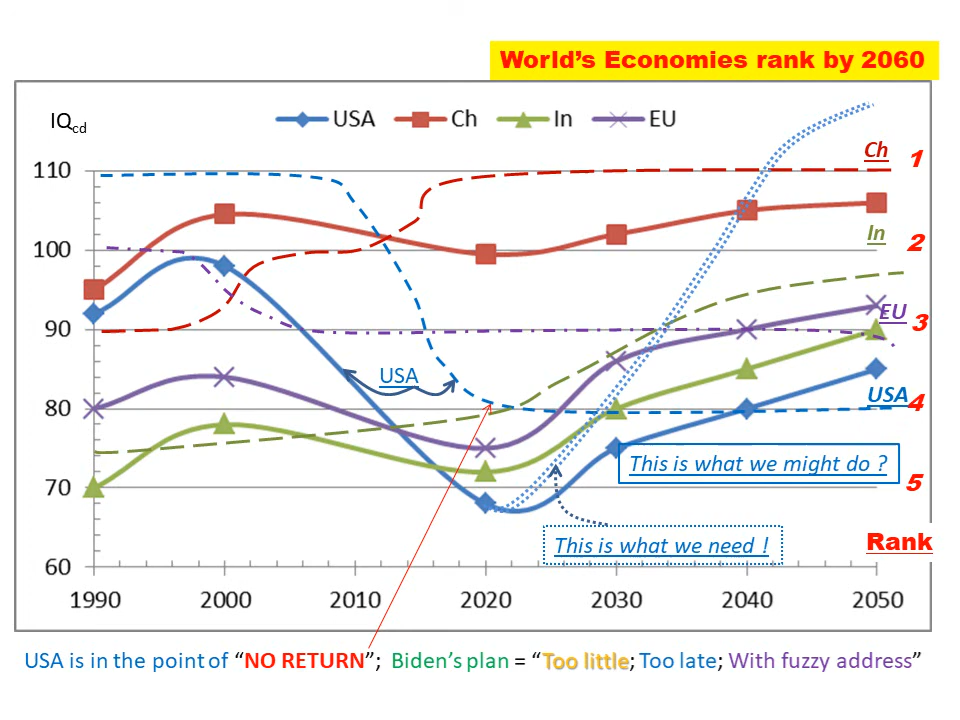 World’s Economies rank by 2060
IQcd
USA Ch In EU
110
100
90
80
70
60
1990 2000 2010 2020 2030 2040 2050
Ch 1
In 2
EU 3
USA 4
5
Rank
USA
This is what we might do ?
This is what we need !
USA is in the point of “NO RETURN”; Biden’s plan = “Too little; Too late; With fuzzy address”